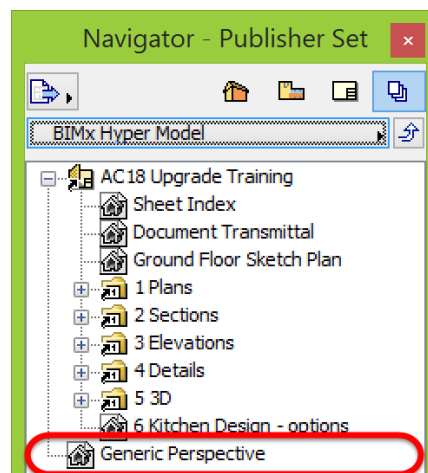 Navigator - Publisher Set
BIMx Hyper Model
AC18 Upgrade Training
Sheet Index
Document Transmittal
Ground Floor Sketch Plan
1 Plans
2 Sections
3 Elevations
4 Details
5 3D
6 Kitchen Design - options
Generic Perspective